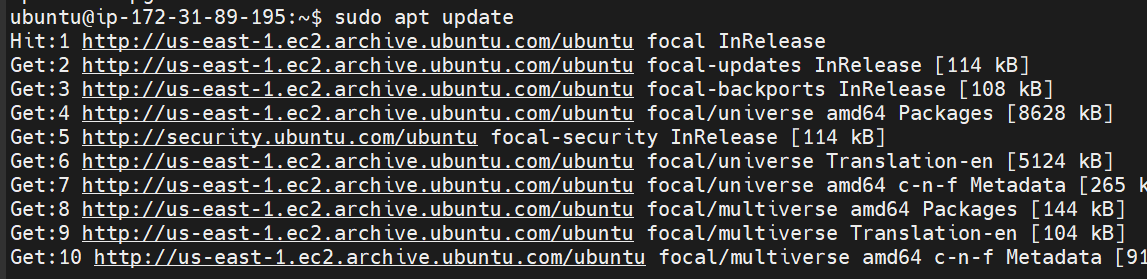 ubuntu@ip-172-31-89-195:~$ sudo apt update
Hit:1 http://us-east-1.ec2.archive.ubuntu.com/ubuntu focal InRelease
Get:2 http://us-east-1.ec2.archive.ubuntu.com/ubuntu focal-updates InRelease [114 kB]
Get:3 http://us-east-1.ec2.archive.ubuntu.com/ubuntu focal-backports InRelease [108 kB]
Get:4 http://us-east-1.ec2.archive.ubuntu.com/ubuntu focal/universe amd64 Packages [8628 kB]
Get:5 http://security.ubuntu.com/ubuntu focal-security InRelease [114 kB]
Get:6 http://us-east-1.ec2.archive.ubuntu.com/ubuntu focal/universe Translation-en [5124 kB]
Get:7 http://us-east-1.ec2.archive.ubuntu.com/ubuntu focal/universe amd64 c-n-f Metadata [265 k
Get:8 http://us-east-1.ec2.archive.ubuntu.com/ubuntu focal/multiverse amd64 Packages [144 kB]
Get:9 http://us-east-1.ec2.archive.ubuntu.com/ubuntu focal/multiverse Translation-en [104 kB]
Get:10 http://us-east-1.ec2.archive.ubuntu.com/ubuntu focal/multiverse amd64 c-n-f Metadata [91